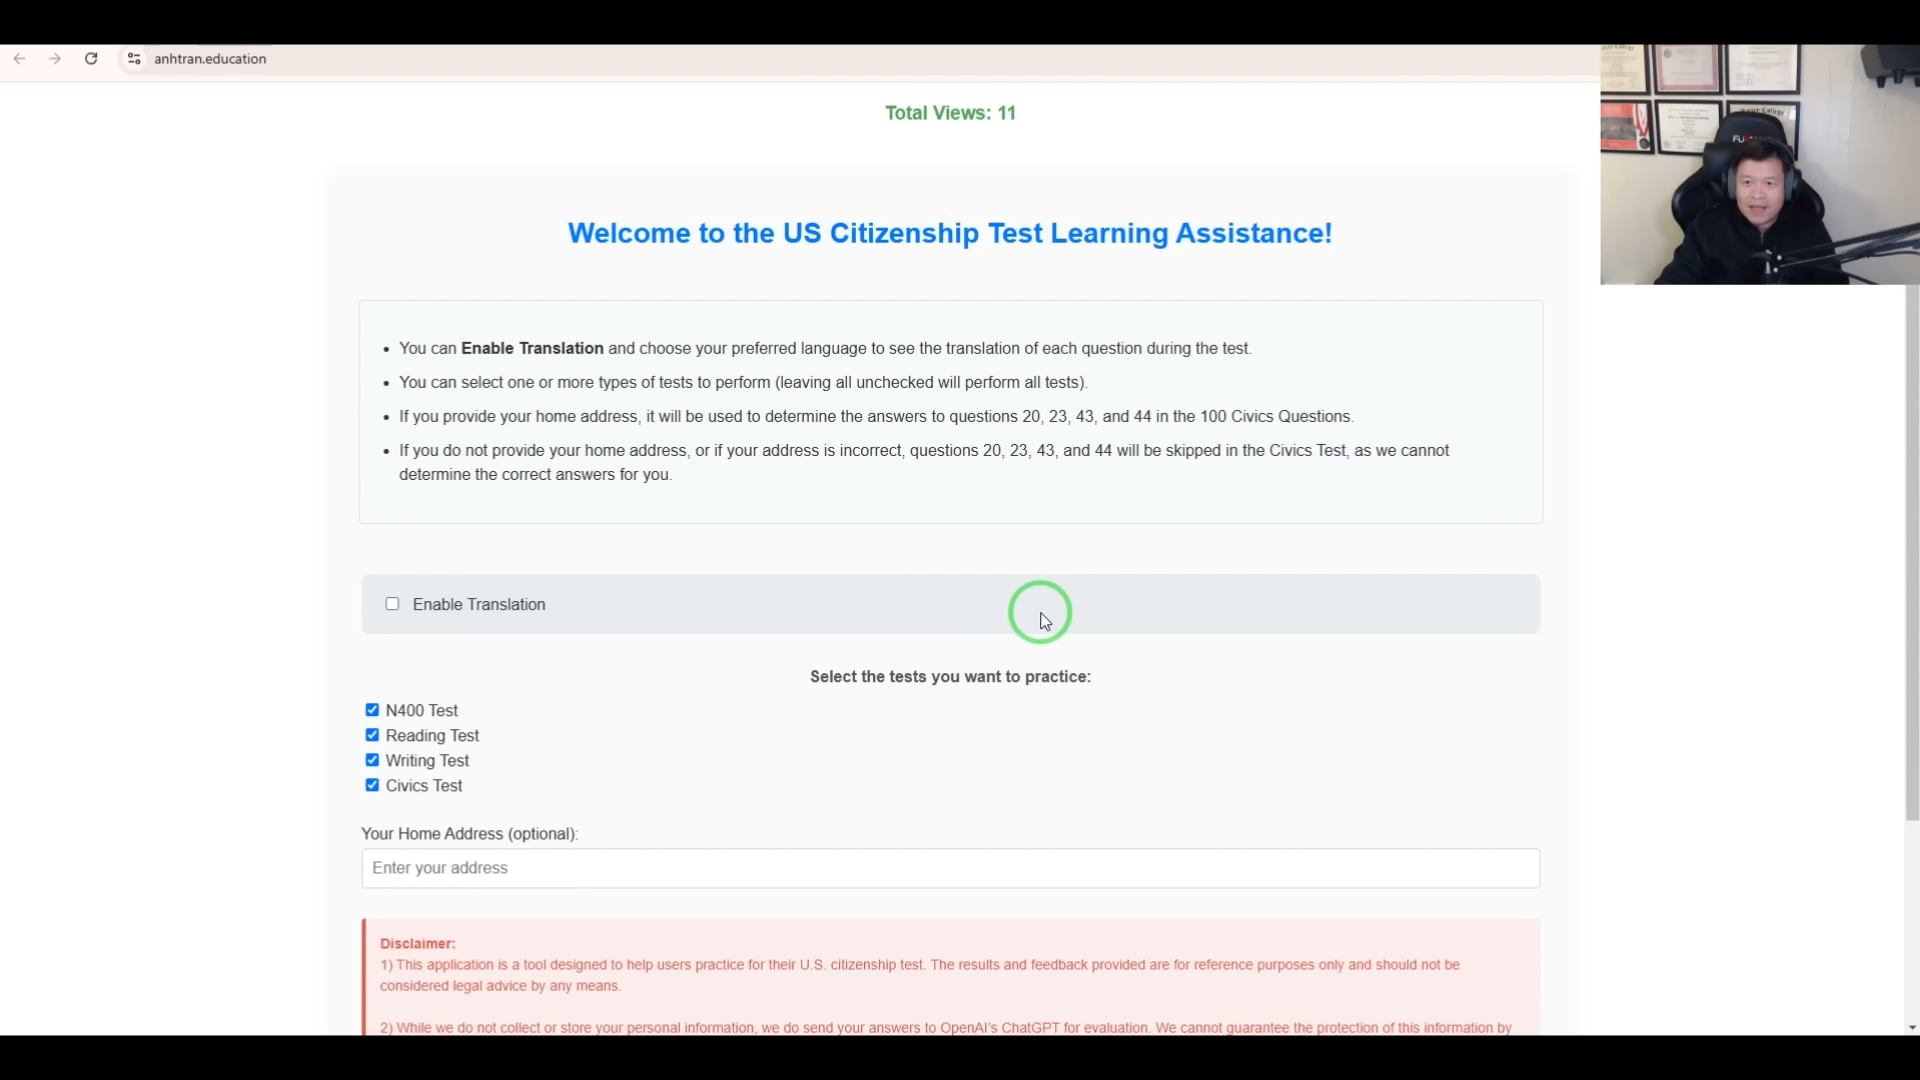 anhtran.education
Total Views: 11
Welcome to the US Citizenship Test Learning Assistance!
You can Enable Translation and choose your preferred language to see the translation of each question during the test.
You can select one or more types of tests to perform (leaving all unchecked will perform all tests).
If you provide your home address, it will be used to determine the answers to questions 20, 23, 43, and 44 in the 100 Civics Questions.
If you do not provide your home address, or if your address is incorrect, questions 20, 23, 43, and 44 will be skipped in the Civics Test, as we cannot
determine the correct answers for you.
Enable Translation
Select the tests you want to practice:
N400 Test
Reading Test
Writing Test
Civics Test
Your Home Address (optional):
Enter your address
Disclaimer:
1) This application is a tool designed to help users practice for their U.S. citizenship test. The results and feedback provided are for reference purposes only and should not be
considered legal advice by any means.
2) While we do not collect or store your personal information, we do send your answers to OpenAI's ChatGPT for evaluation. We cannot guarantee the protection of this information by